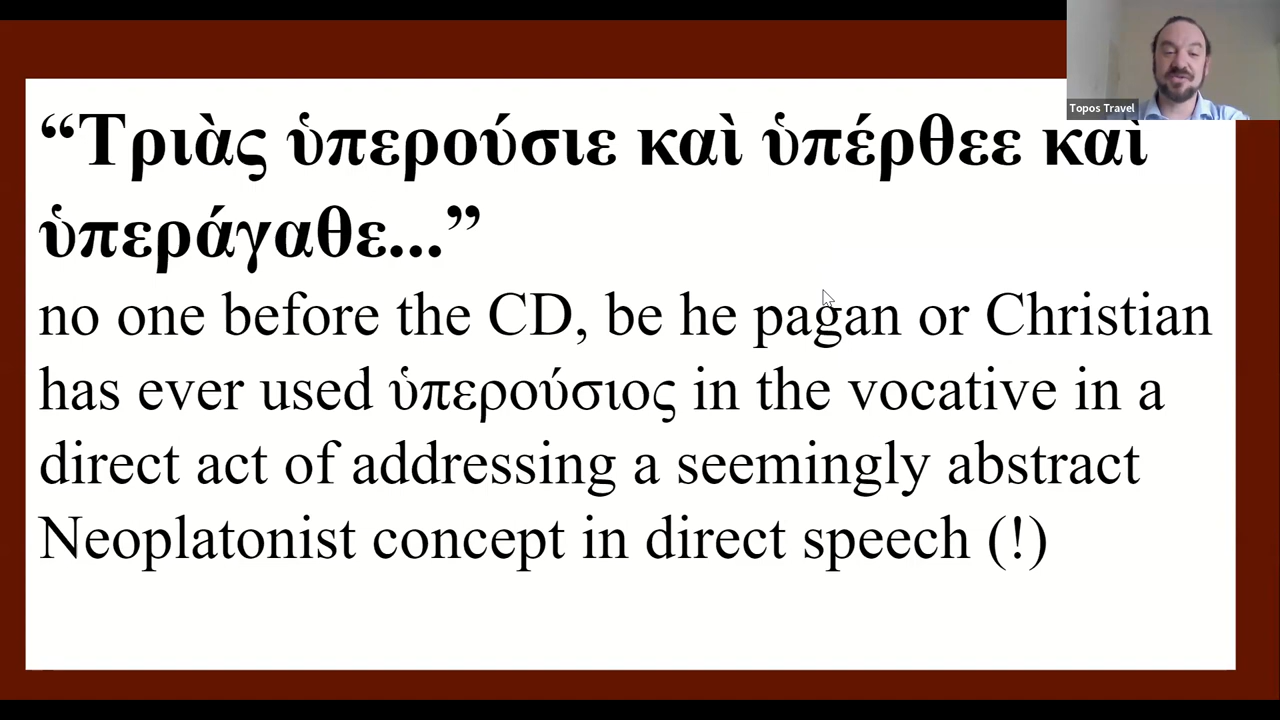 Topos Travel
“Τριὰς ὑπερούσιε καὶ ὑπέρθεε καὶ
ὑπεράγαθε...”
no one before the CD, be he pagan or Christian
has ever used ὑπερούσιος in the vocative in a
direct act of addressing a seemingly abstract
Neoplatonist concept in direct speech (!)